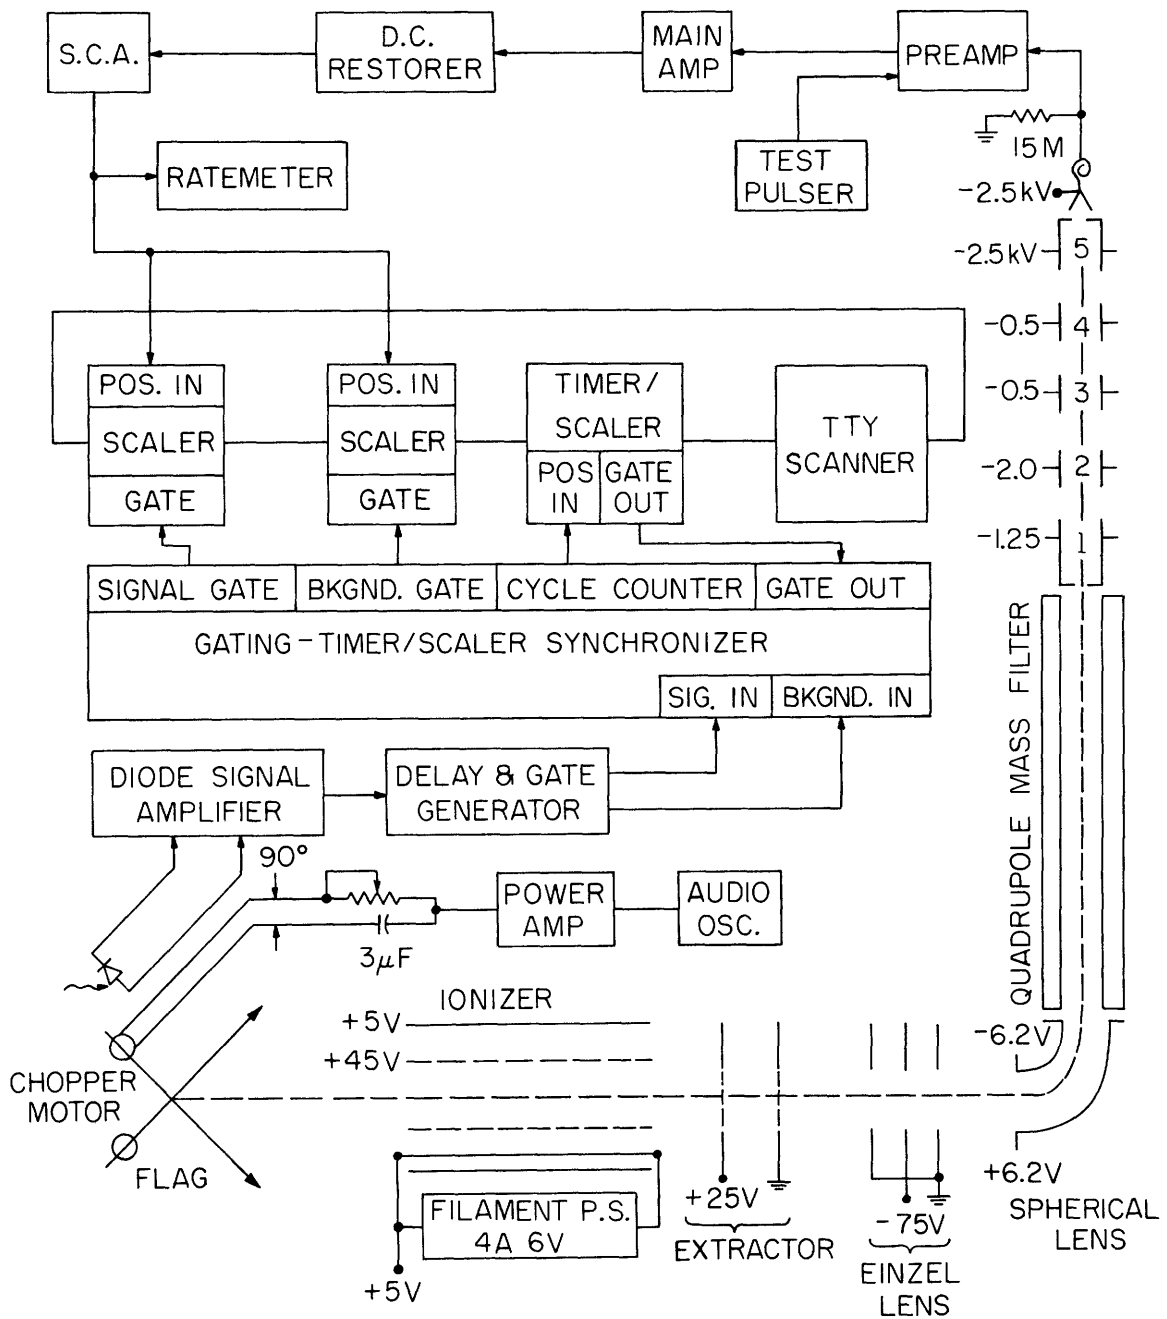 S.C.A.
D.C.
RESTORER
MAIN
AMP
PREAMP
15M
RATEMETER
TEST
PULSER
-2.5kV
-2.5kV
5
-0.5
4
-0.5
3
-2.0
2
-1.25
1
POS. IN
SCALER
GATE
POS. IN
SCALER
GATE
TIMER/
SCALER
POS
IN
GATE
OUT
TTY
SCANNER
SIGNAL GATE
BKGND. GATE
CYCLE COUNTER
GATE OUT
GATING-TIMER/SCALER SYNCHRONIZER
SIG. IN
BKGND. IN
QUADRUPOLE MASS FILTER
DIODE SIGNAL
AMPLIFIER
DELAY & GATE
GENERATOR
90°
3µF
POWER
AMP
AUDIO
OSC.
IONIZER
+5V
+45V
-6.2V
CHOPPER
MOTOR
FLAG
+6.2V
SPHERICAL
LENS
FILAMENT P.S.
4A 6V
+5V
+25V
EXTRACTOR
-75V
EINZEL
LENS